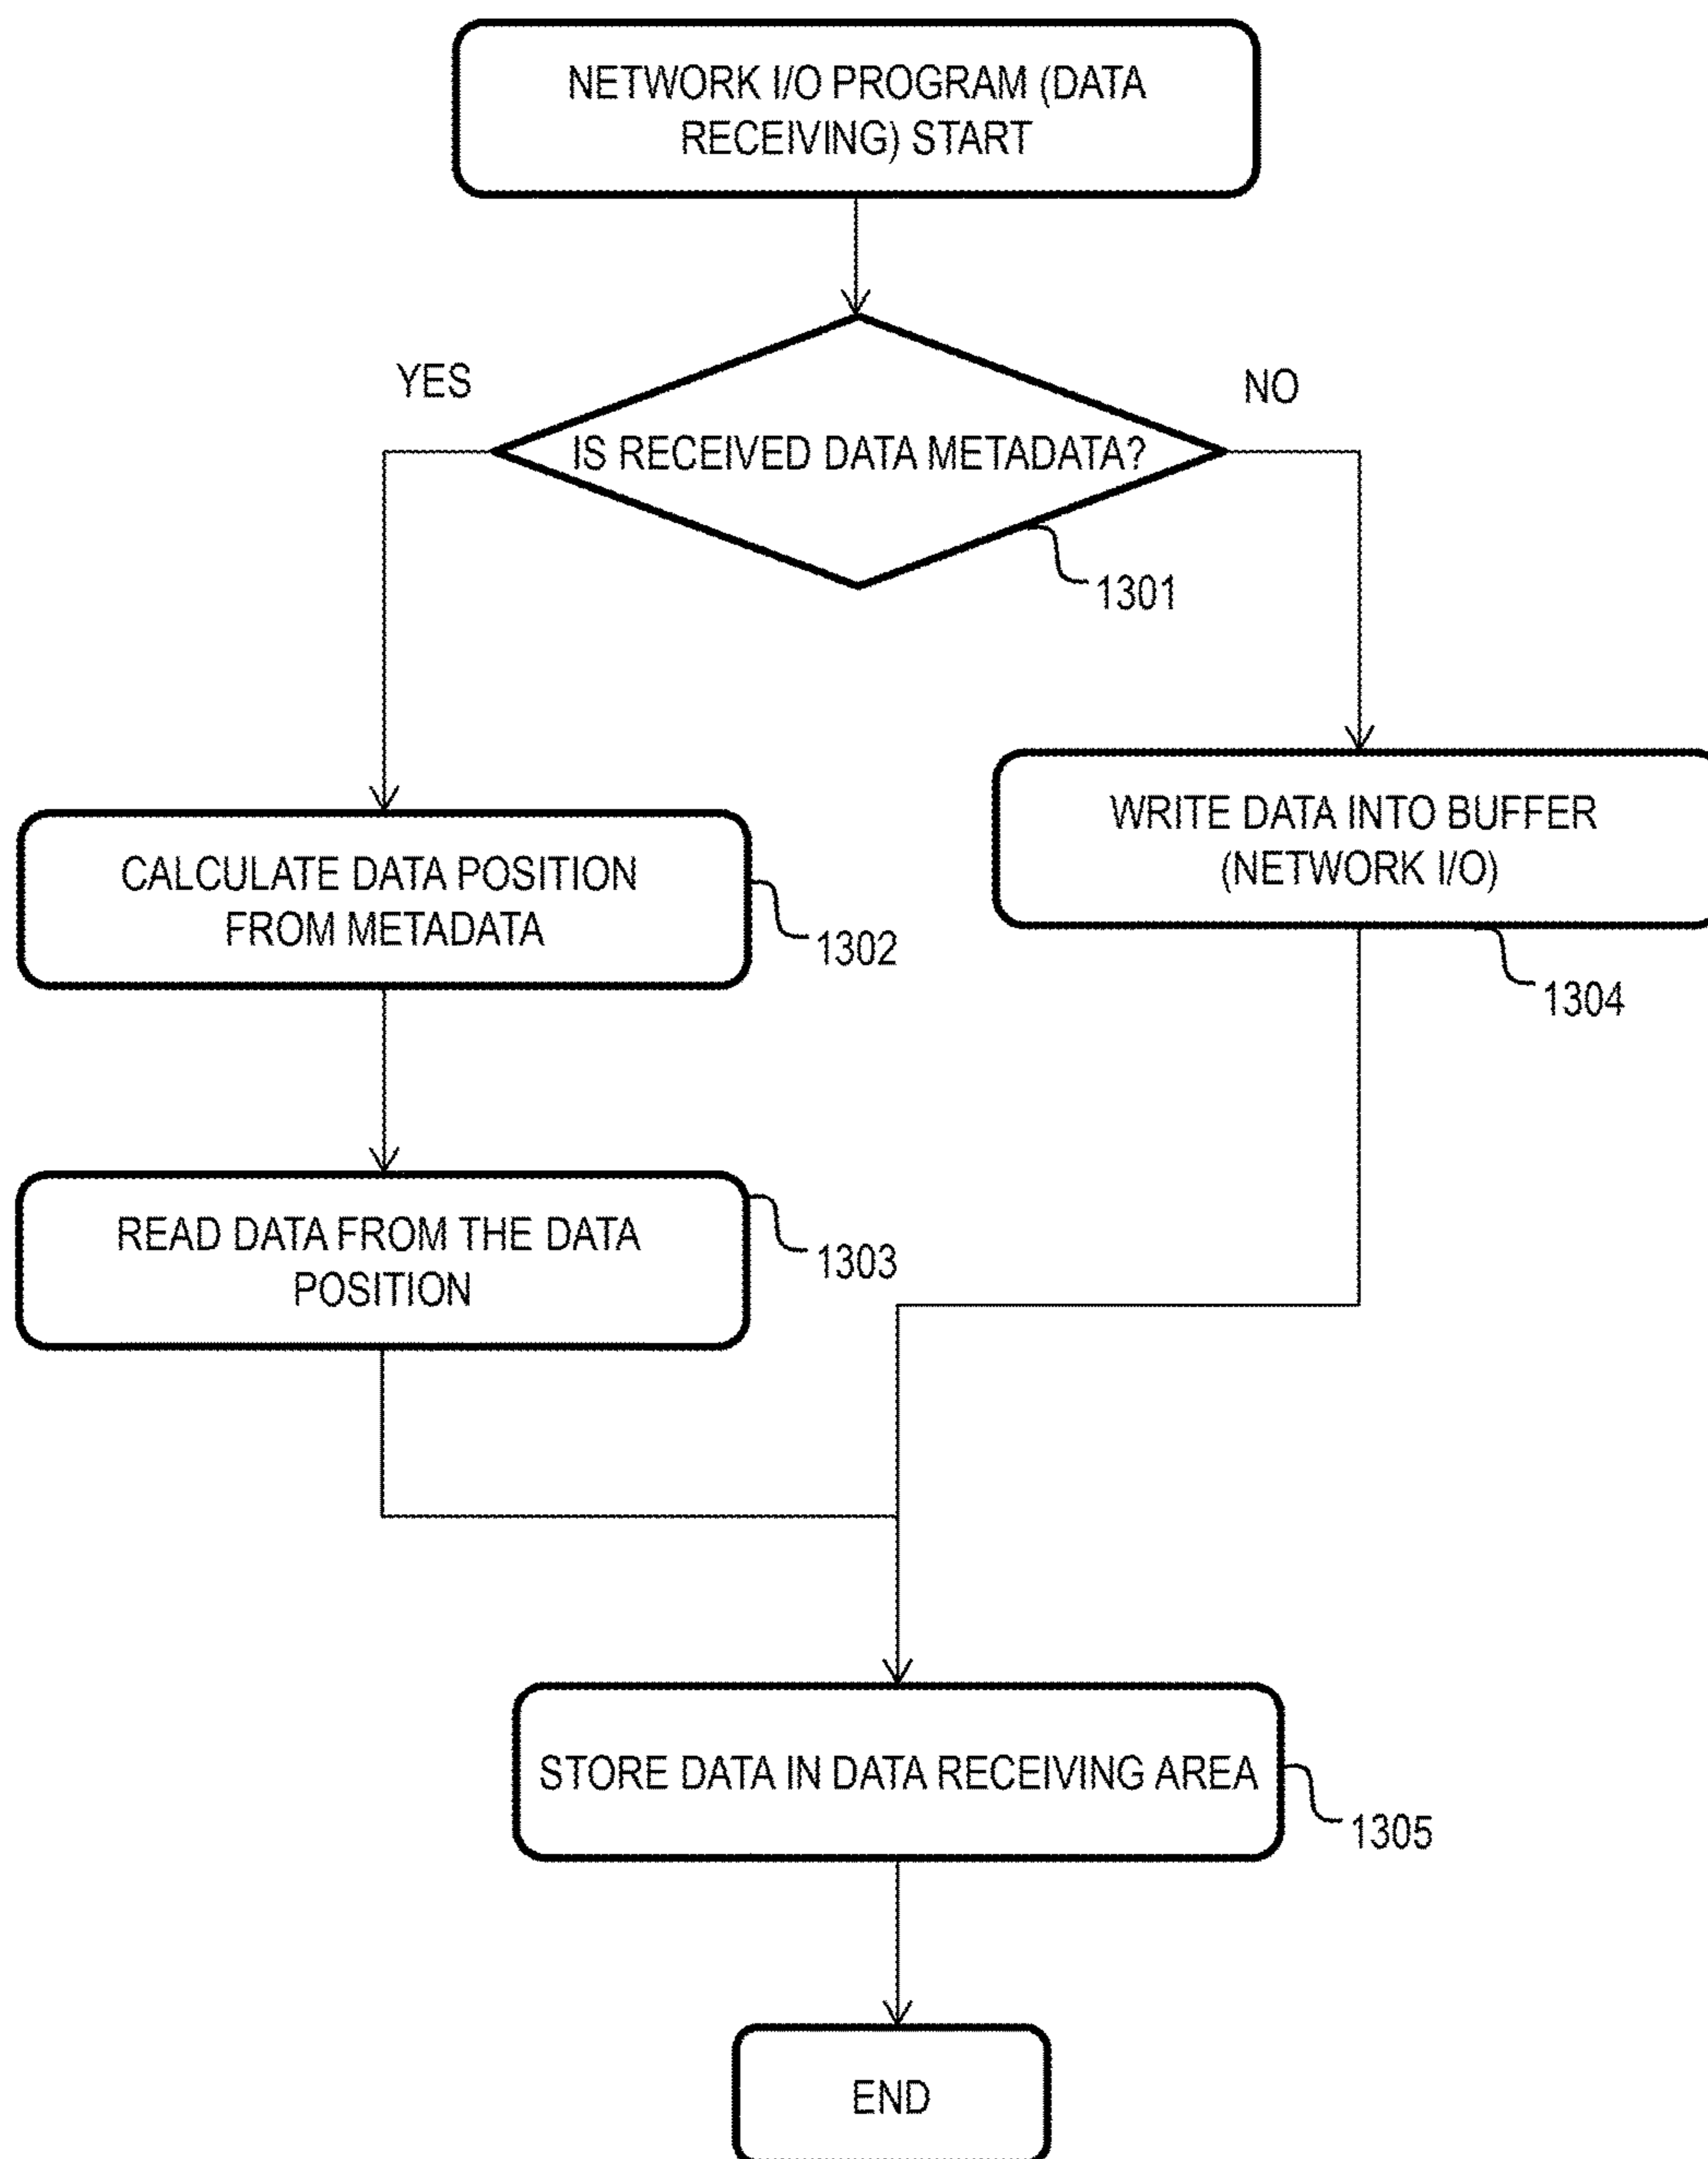 NETWORK I/O PROGRAM (DATA
RECEIVING) START
YES
NO
IS RECEIVED DATA METADATA?
1301
CALCULATE DATA POSITION
FROM METADATA
1302
WRITE DATA INTO BUFFER
(NETWORK I/O)
1304
READ DATA FROM THE DATA
POSITION
1303
STORE DATA IN DATA RECEIVING AREA
1305
END